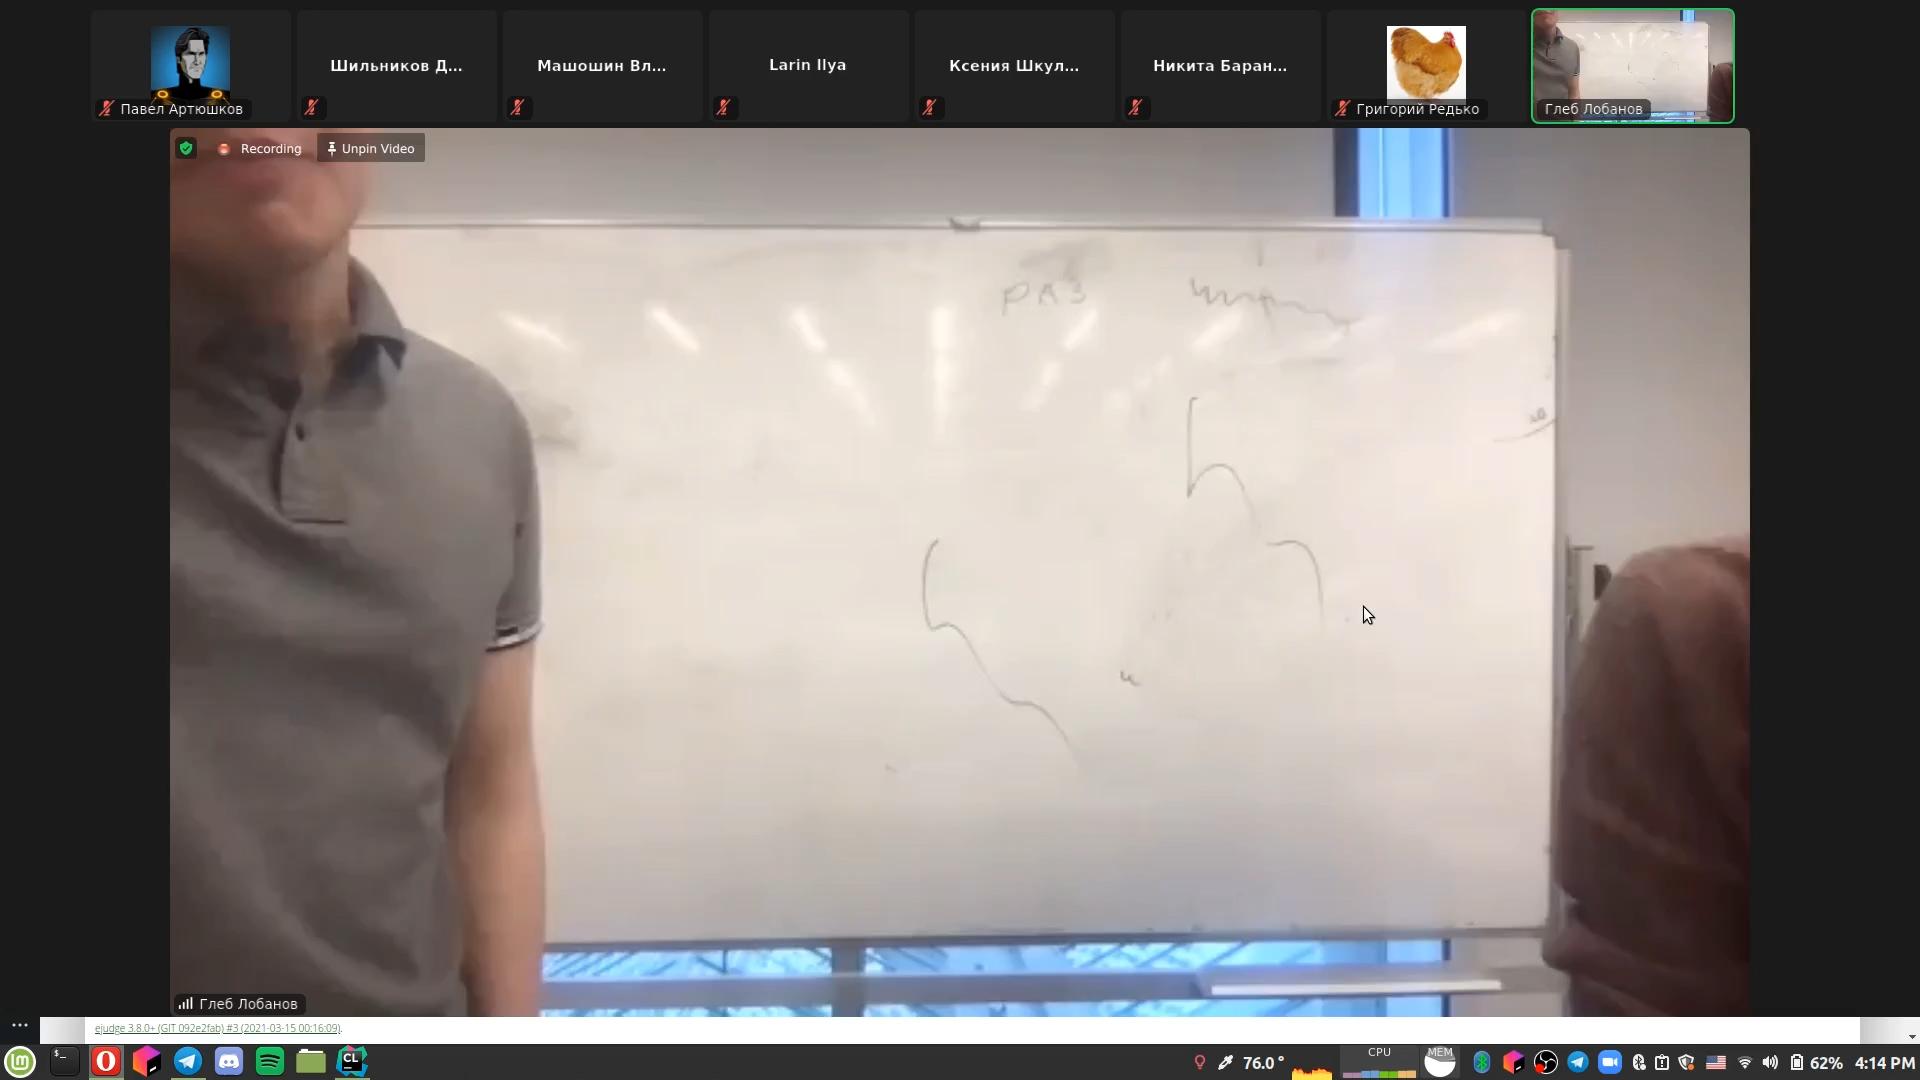 Шильников Д...
Машошин Вл...
Larin Ilya
Ксения Шкул...
Никита Баран...
Павел Артюшков
Григорий Редько
Глеб Лобанов
Recording
Unpin Video
РАЗ
h
Глеб Лобанов
ejudge 3.8.0+ (GIT 092e2fab) #3 (2021-03-15 00:16:09).
CL
76.0°
CPU
MEM
62%
4:14 PM